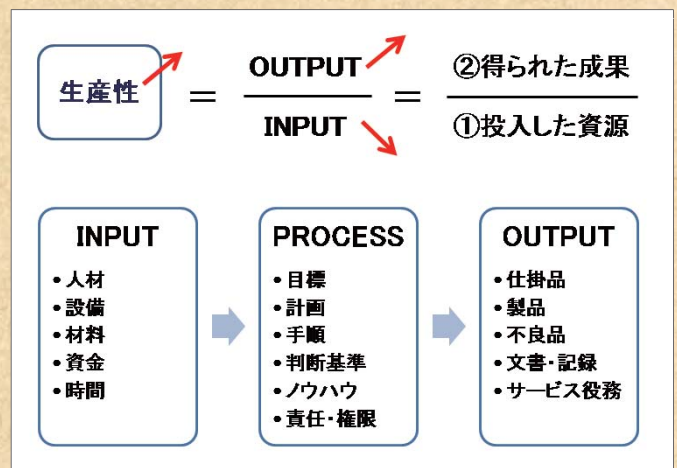 生産性 = OUTPUT / INPUT = ②得られた成果 / ①投入した資源
INPUT
•人材
•設備
•材料
•資金
•時間
PROCESS
•目標
•計画
•手順
•判断基準
•ノウハウ
•責任・権限
OUTPUT
•仕掛品
•製品
•不良品
•文書・記録
•サービス役務